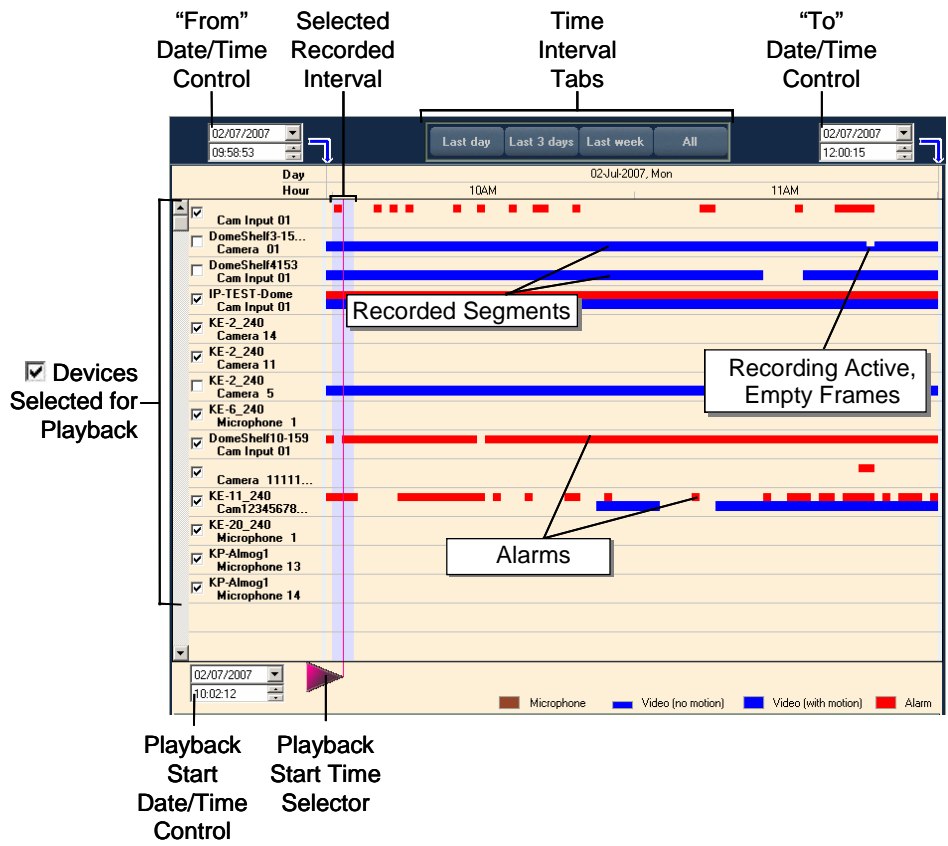 “From”
Date/Time
Control
Selected
Recorded
Interval
Time
Interval
Tabs
“To”
Date/Time
Control
02/07/2007
09:58:53
Last day
Last 3 days
Last week
All
02/07/2007
12:00:15
Day
02-Jul-2007, Mon
Hour
10AM
11AM
Cam Input 01
DomeShelf3-15...
Camera 01
DomeShelf4153
Cam Input 01
IP-TEST-Dome
Cam Input 01
KE-2_240
Camera 14
KE-2_240
Camera 11
KE-2_240
Camera 5
KE-6_240
Microphone 1
DomeShelf10-159
Cam Input 01
Camera 11111...
KE-11_240
Cam12345678...
KE-20_240
Microphone 1
KP-Almog1
Microphone 13
KP-Almog1
Microphone 14
Recorded Segments
Recording Active,
Empty Frames
Alarms
Devices
Selected for
Playback
02/07/2007
10:02:12
Microphone
Video (no motion)
Video (with motion)
Alarm
Playback
Start
Date/Time
Control
Playback
Start Time
Selector